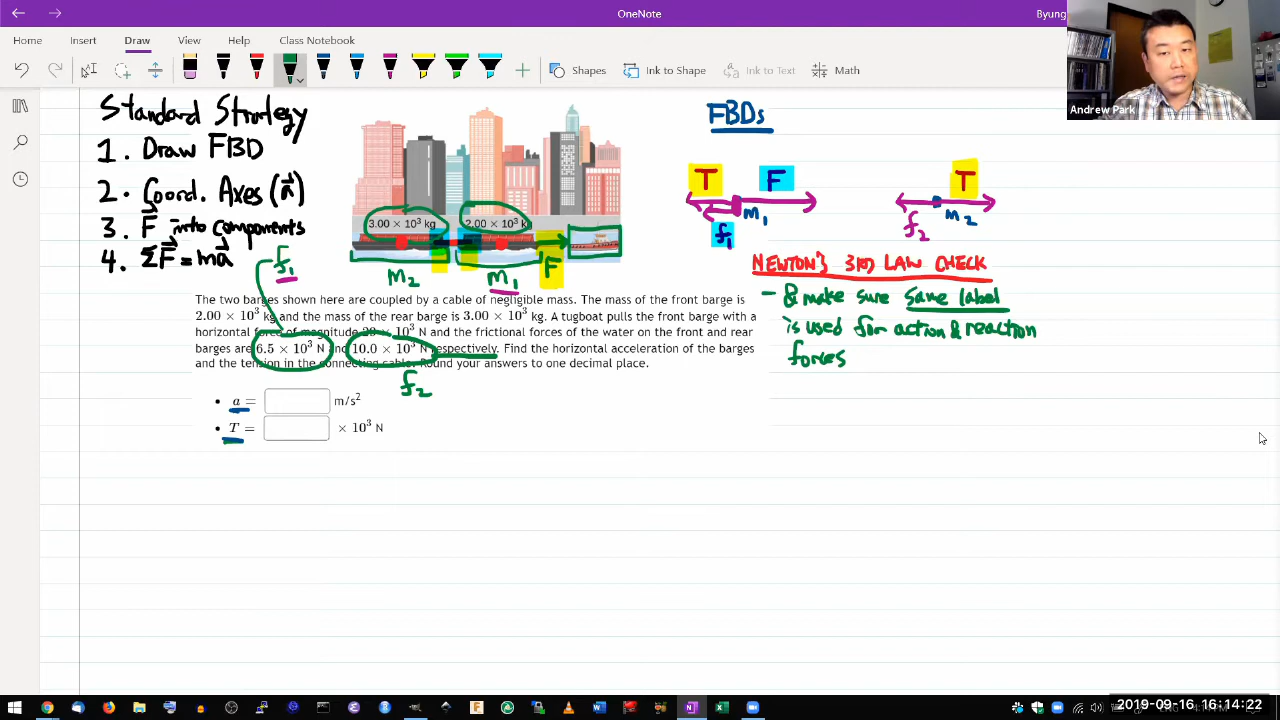 OneNote
Byung
Home
Insert
Draw
View
Help
Class Notebook
Shapes
Ink to Shape
Ink to Text
Math
Andrew Park
Standard Strategy
1. Draw FBD
2. Coord. Axes (a⃗)
3. F⃗ into components
4. ΣF⃗ = ma⃗
f₁
3.00 × 10³ kg
2.00 × 10³ k
m₂
m₁
F
FBDs
T
F
m₁
f₁
T
m₂
f₂
NEWTON'S 3RD LAW CHECK
- & make sure same label
is used for action & reaction
forces
The two barges shown here are coupled by a cable of negligible mass. The mass of the front barge is
2.00 × 10³ kg and the mass of the rear barge is 3.00 × 10³ kg. A tugboat pulls the front barge with a
horizontal force of magnitude 20 × 10³ N and the frictional forces of the water on the front and rear
barges are 6.5 × 10³ N and 10.0 × 10³ N respectively. Find the horizontal acceleration of the barges
and the tension in the connecting cable. Round your answers to one decimal place.
f₂
• a = m/s²
• T = × 10³ N
2019-09-16 16:14:22